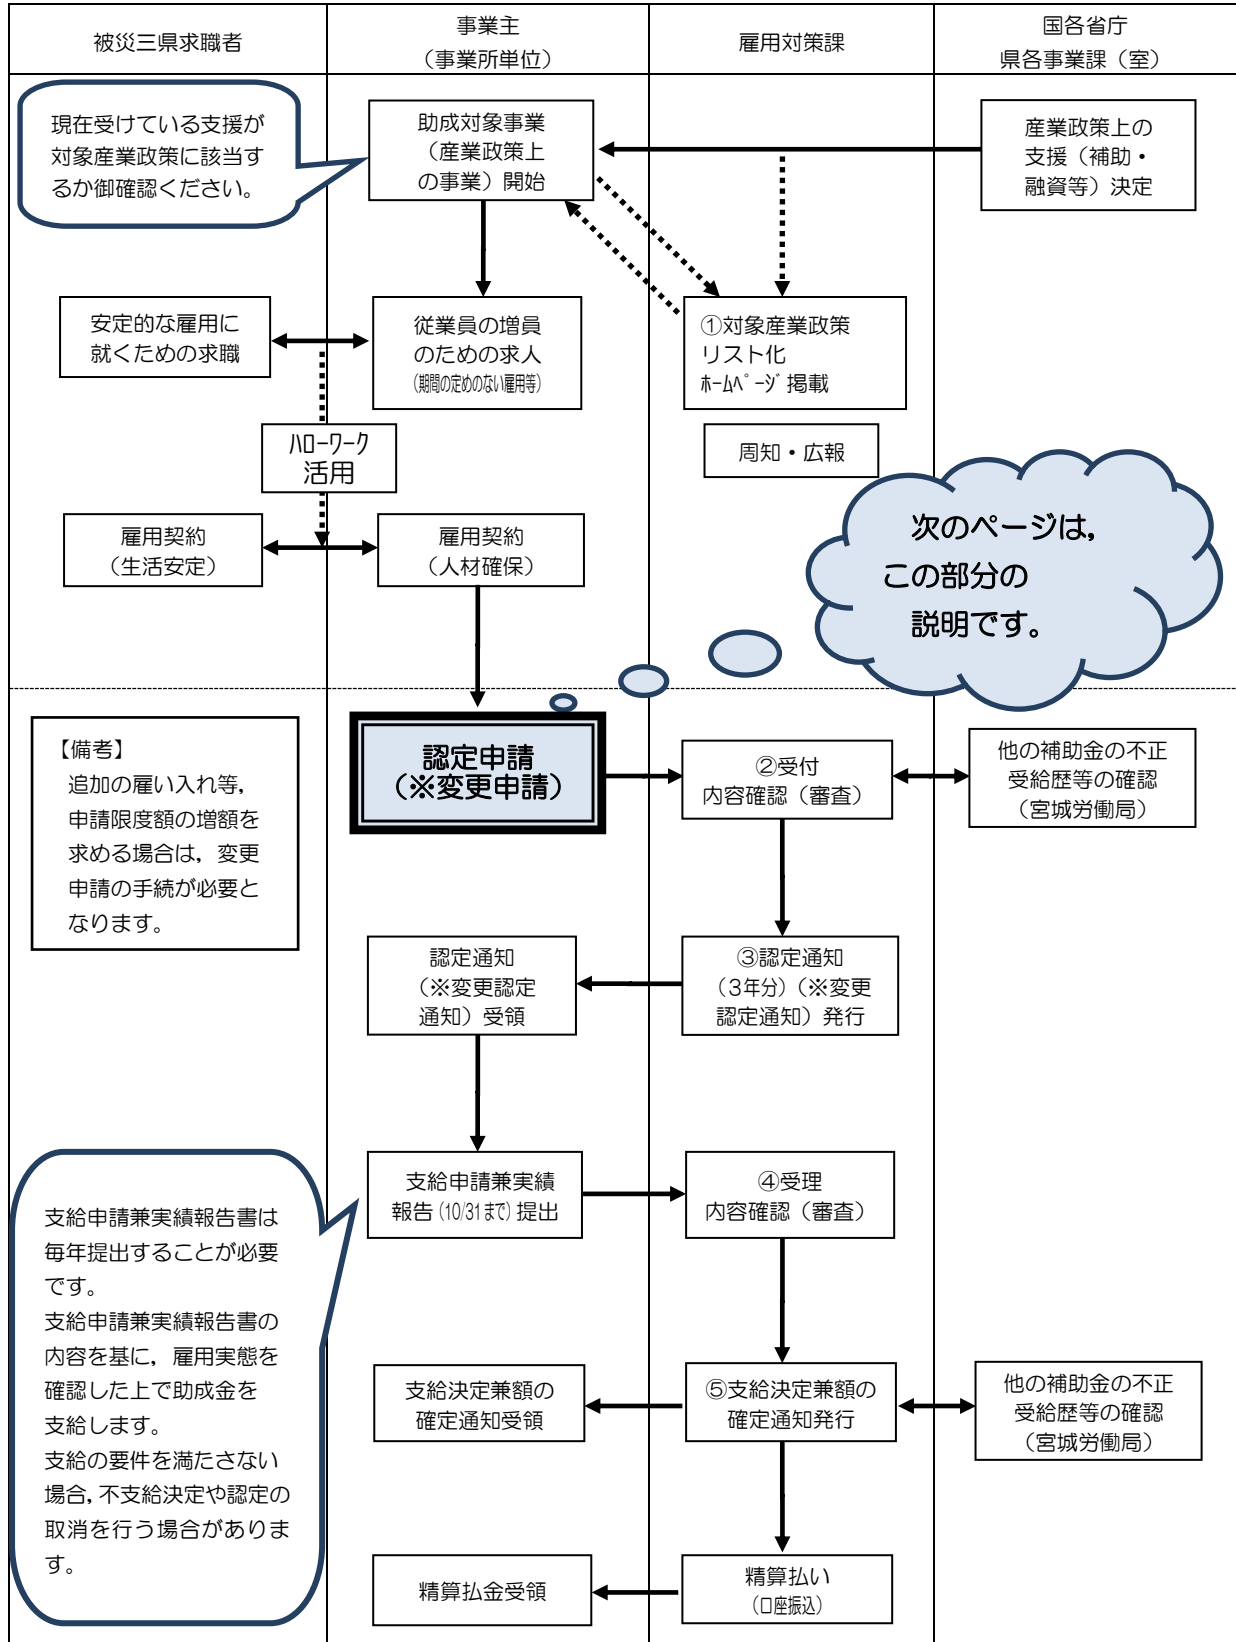 被災三県求職者
事業主
（事業所単位）
雇用対策課
国各省庁
県各事業課（室）
現在受けている支援が
対象産業政策に該当す
るか御確認ください。
助成対象事業
（産業政策上
の事業）開始
産業政策上の
支援（補助・
融資等）決定
安定的な雇用に
就くための求職
従業員の増員
のための求人
（期間の定めのない雇用等）
①対象産業政策
リスト化
ﾎｰﾑﾍﾟｰｼﾞ掲載
ﾊﾛｰﾜｰｸ
活用
周知・広報
雇用契約
（生活安定）
雇用契約
（人材確保）
次のページは，
この部分の
説明です。
【備考】
追加の雇い入れ等，
申請限度額の増額を
求める場合は，変更
申請の手続が必要と
なります。
認定申請
（※変更申請）
②受付
内容確認（審査）
他の補助金の不正
受給歴等の確認
（宮城労働局）
認定通知
（※変更認定
通知）受領
③認定通知
（３年分）（※変更
認定通知）発行
支給申請兼実績報告書は
毎年提出することが必要
です。
支給申請兼実績報告書の
内容を基に，雇用実態を
確認した上で助成金を
支給します。
支給の要件を満たさない
場合，不支給決定や認定の
取消を行う場合がありま
す。
支給申請兼実績
報告（10/31まで）提出
④受理
内容確認（審査）
支給決定兼額の
確定通知受領
⑤支給決定兼額の
確定通知発行
他の補助金の不正
受給歴等の確認
（宮城労働局）
精算払金受領
精算払い
（口座振込）